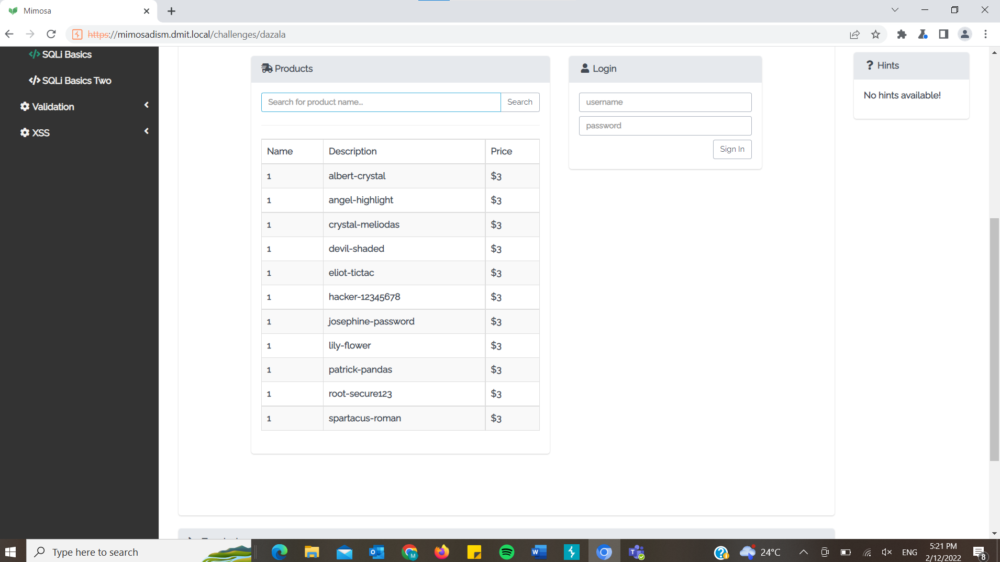 Mimosa
https://mimosadism.dmit.local/challenges/dazala
SQLi Basics
SQLi Basics Two
Validation
XSS
Products
Search for product name...
Search
Name Description Price
1 albert-crystal $3
1 angel-highlight $3
1 crystal-meliodas $3
1 devil-shaded $3
1 eliot-tictac $3
1 hacker-12345678 $3
1 josephine-password $3
1 lily-flower $3
1 patrick-pandas $3
1 root-secure123 $3
1 spartacus-roman $3
Login
username
password
Sign In
? Hints
No hints available!
Type here to search
24°C
ENG
5:21 PM
2/12/2022
8